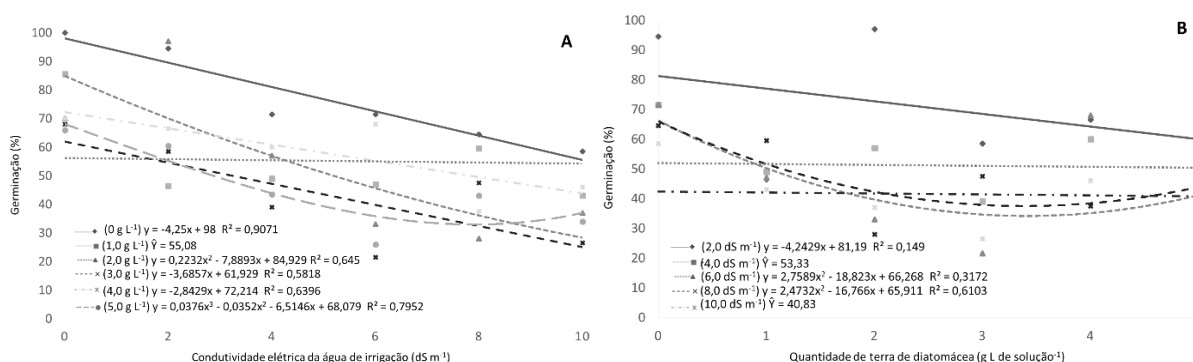 A
Germinação (%)
100
90
80
70
60
50
40
30
20
10
0
(0 g L⁻¹) y = -4,25x + 98 R² = 0,9071
(1,0 g L⁻¹) Ŷ = 55,08
(2,0 g L⁻¹) y = 0,2232x² - 7,8893x + 84,929 R² = 0,645
(3,0 g L⁻¹) y = -3,6857x + 61,929 R² = 0,5818
(4,0 g L⁻¹) y = -2,8429x + 72,214 R² = 0,6396
(5,0 g L⁻¹) y = 0,0376x³ - 0,0352x² - 6,5146x + 68,079 R² = 0,7952
0 2 4 6 8 10
Condutividade elétrica da água de irrigação (dS m⁻¹)
B
Germinação (%)
100
90
80
70
60
50
40
30
20
10
0
(2,0 dS m⁻¹) y = -4,2429x + 81,19 R² = 0,149
(4,0 dS m⁻¹) Ŷ = 53,33
(6,0 dS m⁻¹) y = 2,7589x² - 18,823x + 66,268 R² = 0,3172
(8,0 dS m⁻¹) y = 2,4732x² - 16,766x + 65,911 R² = 0,6103
(10,0 dS m⁻¹) Ŷ = 40,83
0 1 2 3 4
Quantidade de terra de diatomácea (g L de solução⁻¹)